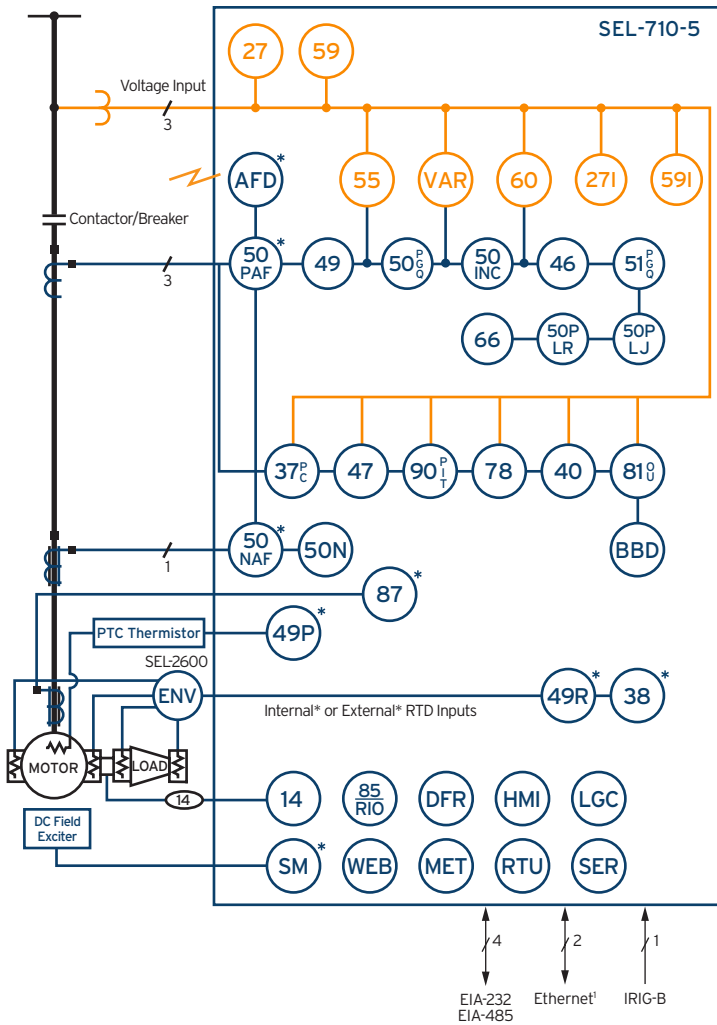 SEL-710-5
27
59
Voltage Input
3
AFD*
55
VAR
60
27I
59I
Contactor/Breaker
3
50
PAF
*
49
50 P
G
Q
50
INC
46
51 P
G
Q
66
50P
LR
50P
LJ
37 P
C
47
90 P
I
T
78
40
81 O
U
1
50
NAF
*
50N
BBD
87*
PTC Thermistor
49P*
SEL-2600
ENV
49R*
38*
Internal* or External* RTD Inputs
MOTOR
LOAD
14
14
85
RIO
DFR
HMI
LGC
DC Field
Exciter
SM*
WEB
MET
RTU
SER
4
2
1
EIA-232
EIA-485
Ethernet¹
IRIG-B